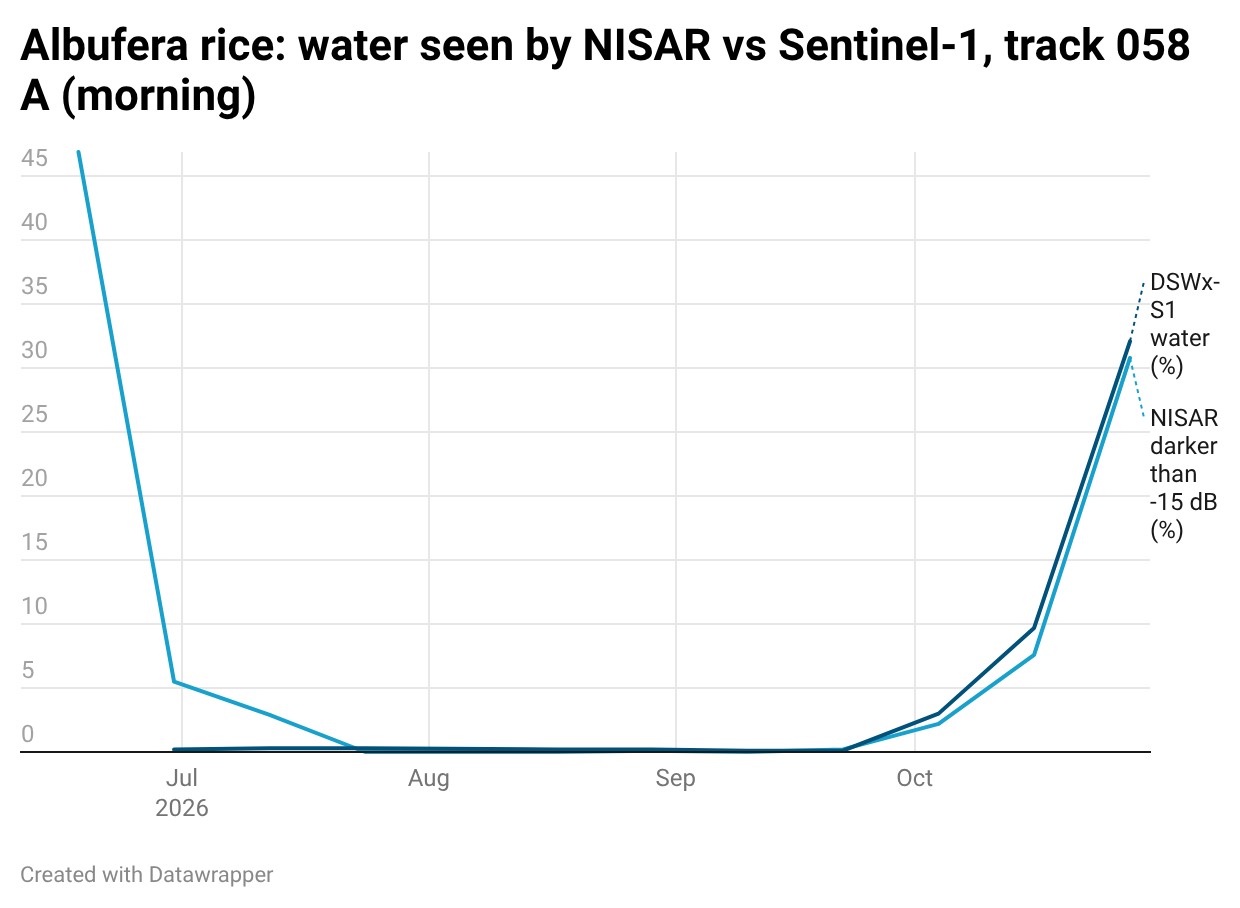 Albufera rice: water seen by NISAR vs Sentinel-1, track 058
A (morning)
45
40
35
30
25
20
15
10
5
0
DSWx-
S1
water
(%)
NISAR
darker
than
-15 dB
(%)
Jul
2026
Aug
Sep
Oct
Created with Datawrapper